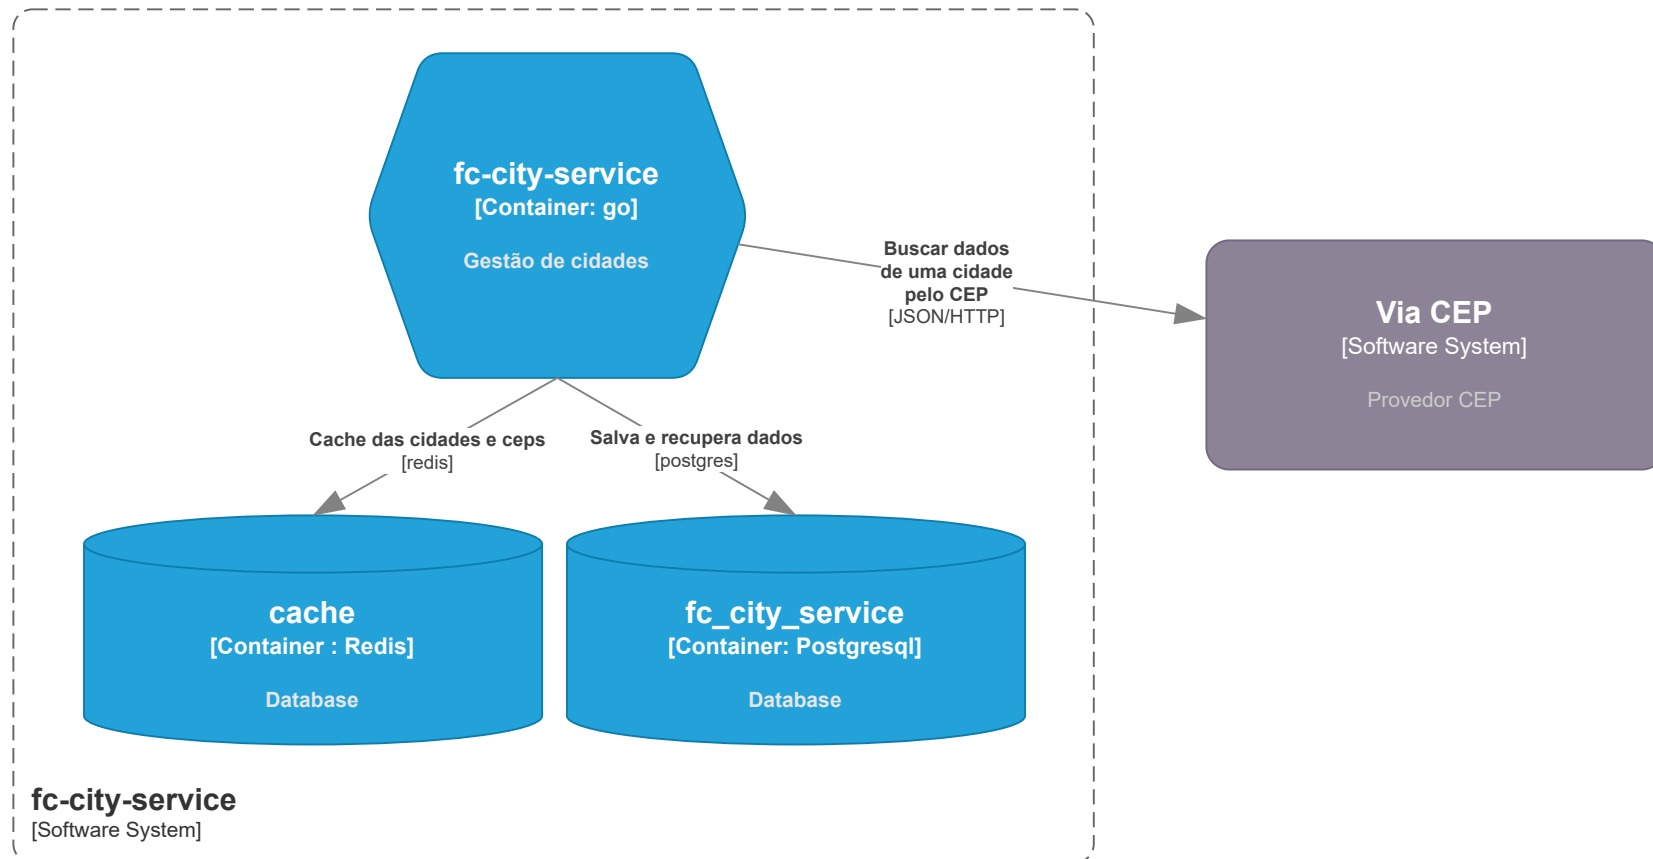 fc-city-service
[Container: go]
Gestão de cidades
Buscar dados
de uma cidade
pelo CEP
[JSON/HTTP]
Via CEP
[Software System]
Provedor CEP
Cache das cidades e ceps
[redis]
Salva e recupera dados
[postgres]
cache
[Container : Redis]
Database
fc_city_service
[Container: Postgresql]
Database
fc-city-service
[Software System]